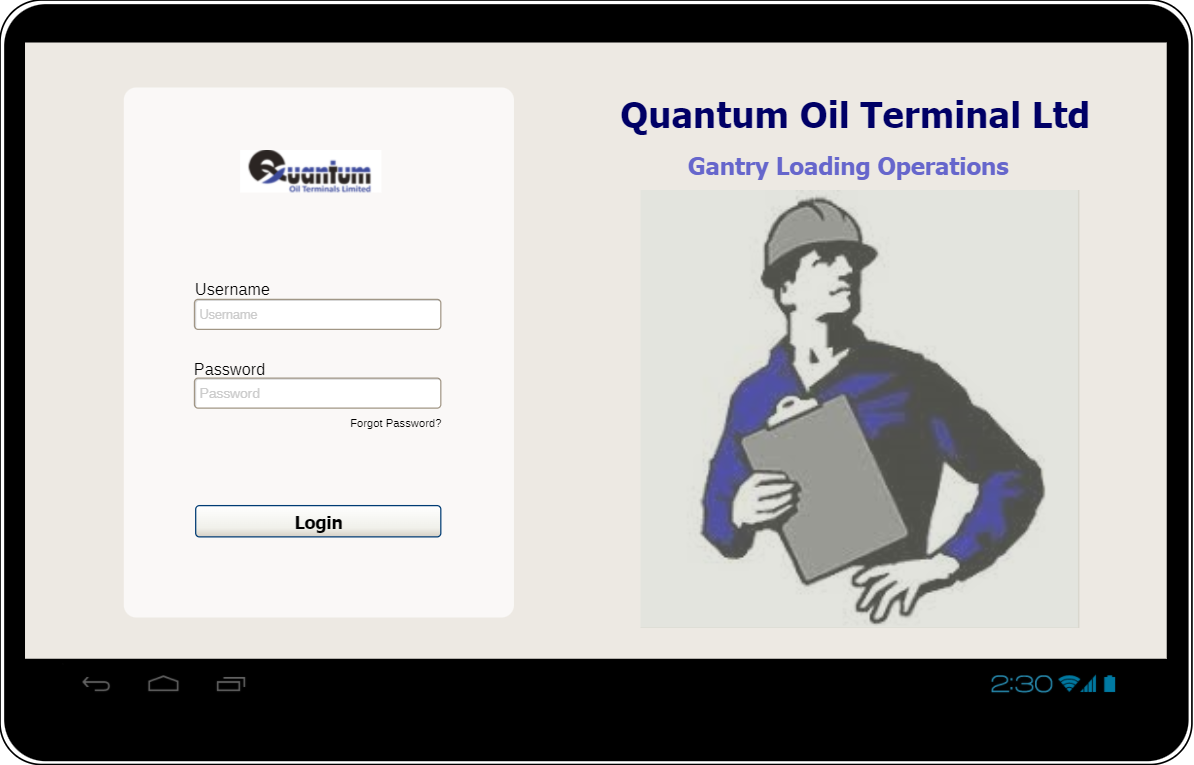 Quantum
Oil Terminals Limited
Username
Username
Password
Password
Forgot Password?
Login
Quantum Oil Terminal Ltd
Gantry Loading Operations
2:30